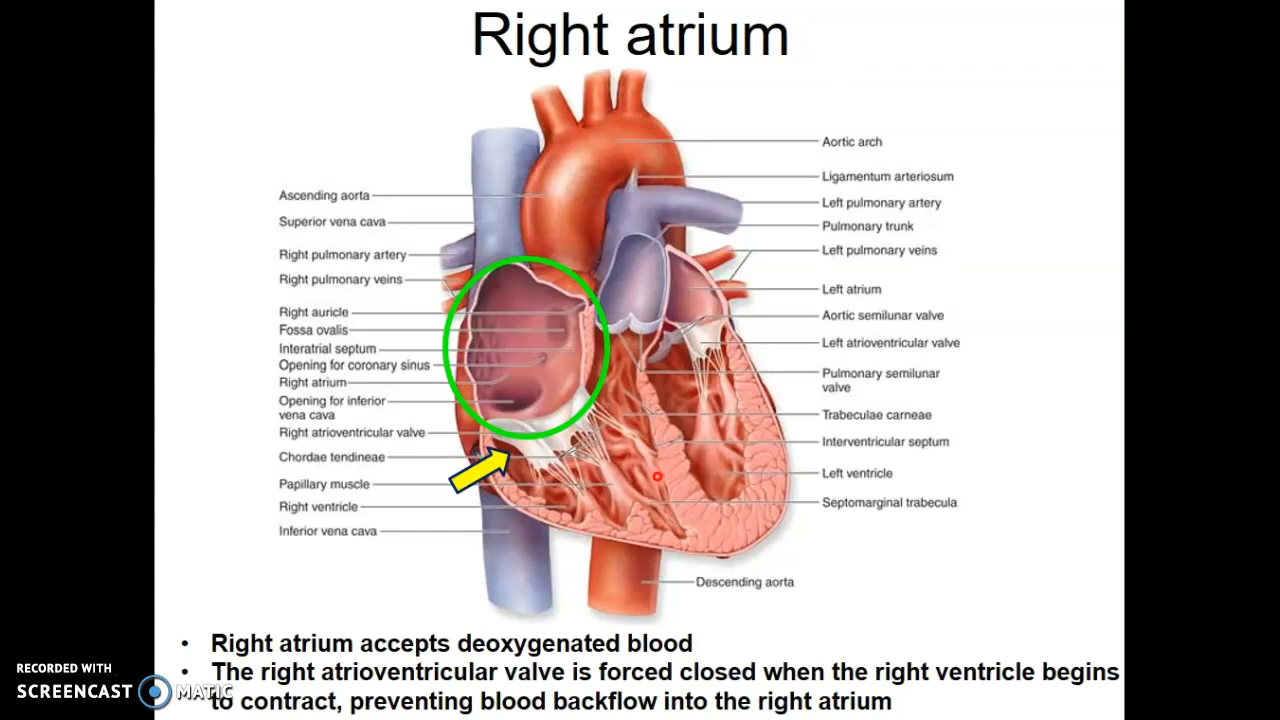 Right atrium
Ascending aorta
Superior vena cava
Right pulmonary artery
Right pulmonary veins
Right auricle
Fossa ovalis
Interatrial septum
Opening for coronary sinus
Right atrium
Opening for inferior
vena cava
Right atrioventricular valve
Chordae tendineae
Papillary muscle
Right ventricle
Inferior vena cava
Aortic arch
Ligamentum arteriosum
Left pulmonary artery
Pulmonary trunk
Left pulmonary veins
Left atrium
Aortic semilunar valve
Left atrioventricular valve
Pulmonary semilunar
valve
Trabeculae carneae
Interventricular septum
Left ventricle
Septomarginal trabecula
Descending aorta
• Right atrium accepts deoxygenated blood
• The right atrioventricular valve is forced closed when the right ventricle begins
to contract, preventing blood backflow into the right atrium
RECORDED WITH
SCREENCAST MATIC